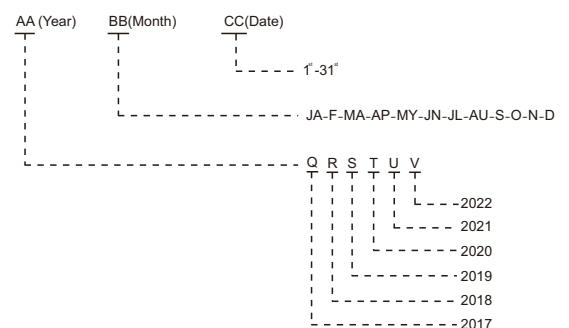 AA (Year) BB(Month) CC(Date)
1st-31st
JA-F-MA-AP-MY-JN-JL-AU-S-O-N-D
Q R S T U V
2022
2021
2020
2019
2018
2017